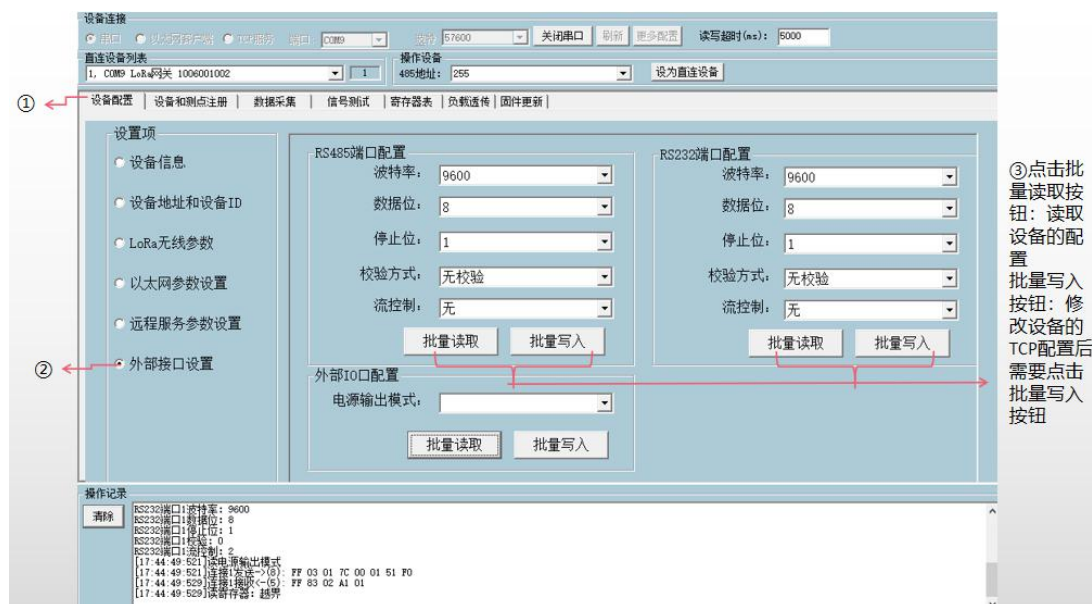 设备连接
串口 以太网客户端 TCP服务 端口 COM9 波特 57600 关闭串口 刷新 更多配置 读写超时(ms): 5000
直连设备列表 操作设备
1, COM9 LoRa网关 1006001002 1 485地址: 255 设为直连设备
① 设备配置 设备和测点注册 数据采集 信号测试 寄存器表 负载透传 固件更新
设置项
设备信息
设备地址和设备ID
LoRa无线参数
以太网参数设置
远程服务参数设置
② 外部接口设置
RS485端口配置
波特率: 9600
数据位: 8
停止位: 1
校验方式: 无校验
流控制: 无
批量读取 批量写入
外部IO口配置
电源输出模式:
批量读取 批量写入
RS232端口配置
波特率: 9600
数据位: 8
停止位: 1
校验方式: 无校验
流控制: 无
批量读取 批量写入
③点击批
量读取按
钮：读取
设备的配
置
批量写入
按钮：修
改设备的
TCP配置后
需要点击
批量写入
按钮
操作记录
清除
RS232端口1波特率: 9600
RS232端口1数据位: 8
RS232端口1停止位: 1
RS232端口1校验: 0
RS232端口1流控制: 2
[17:44:49:521]读电源输出模式
[17:44:49:521]连接1发送->(8): FF 03 01 7C 00 01 51 F0
[17:44:49:529]连接1接收<-(5): FF 83 02 A1 01
[17:44:49:529]读寄存器: 越界